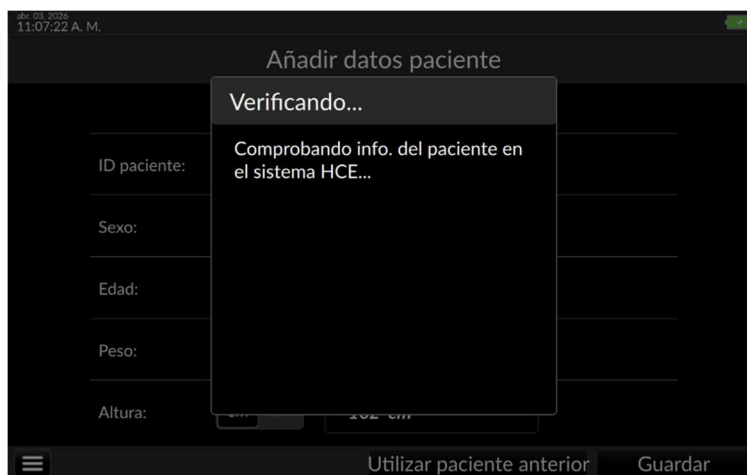 abr. 03, 2026
11:07:22 A. M.
Añadir datos paciente
Verificando...
Comprobando info. del paciente en
el sistema HCE...
ID paciente:
Sexo:
Edad:
Peso:
Altura:
Utilizar paciente anterior
Guardar